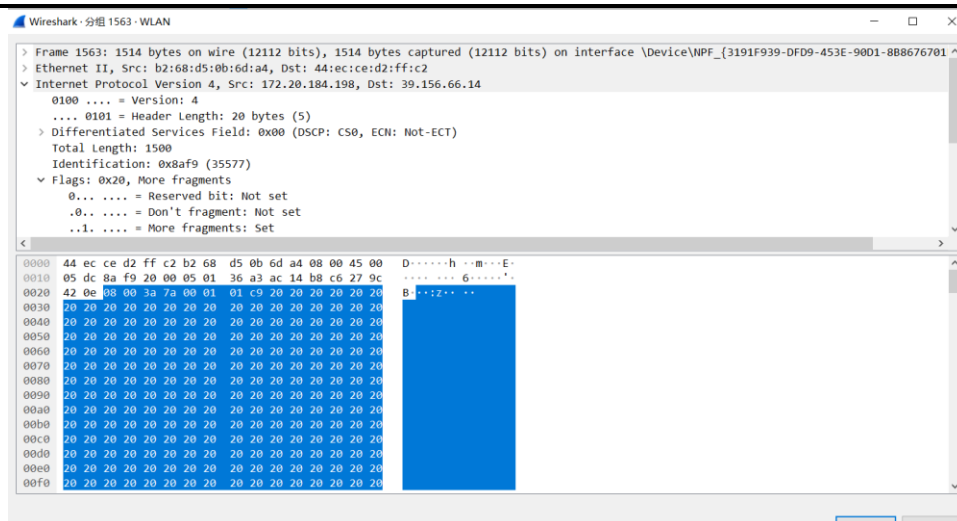 Wireshark · 分组 1563 · WLAN
> Frame 1563: 1514 bytes on wire (12112 bits), 1514 bytes captured (12112 bits) on interface \Device\NPF_{3191F939-DFD9-453E-90D1-8B8676701
> Ethernet II, Src: b2:68:d5:0b:6d:a4, Dst: 44:ec:ce:d2:ff:c2
Internet Protocol Version 4, Src: 172.20.184.198, Dst: 39.156.66.14
0100 .... = Version: 4
.... 0101 = Header Length: 20 bytes (5)
> Differentiated Services Field: 0x00 (DSCP: CS0, ECN: Not-ECT)
Total Length: 1500
Identification: 0x8af9 (35577)
Flags: 0x20, More fragments
0... .... = Reserved bit: Not set
.0.. .... = Don't fragment: Not set
..1. .... = More fragments: Set
0000 44 ec ce d2 ff c2 b2 68 d5 0b 6d a4 08 00 45 00 D······h ··m···E·
0010 05 dc 8a f9 20 00 05 01 36 a3 ac 14 b8 c6 27 9c ···· ··· 6·····'·
0020 42 0e 08 00 3a 7a 00 01 01 c9 20 20 20 20 20 20 B···:z·· ··
0030 20 20 20 20 20 20 20 20 20 20 20 20 20 20 20 20
0040 20 20 20 20 20 20 20 20 20 20 20 20 20 20 20 20
0050 20 20 20 20 20 20 20 20 20 20 20 20 20 20 20 20
0060 20 20 20 20 20 20 20 20 20 20 20 20 20 20 20 20
0070 20 20 20 20 20 20 20 20 20 20 20 20 20 20 20 20
0080 20 20 20 20 20 20 20 20 20 20 20 20 20 20 20 20
0090 20 20 20 20 20 20 20 20 20 20 20 20 20 20 20 20
00a0 20 20 20 20 20 20 20 20 20 20 20 20 20 20 20 20
00b0 20 20 20 20 20 20 20 20 20 20 20 20 20 20 20 20
00c0 20 20 20 20 20 20 20 20 20 20 20 20 20 20 20 20
00d0 20 20 20 20 20 20 20 20 20 20 20 20 20 20 20 20
00e0 20 20 20 20 20 20 20 20 20 20 20 20 20 20 20 20
00f0 20 20 20 20 20 20 20 20 20 20 20 20 20 20 20 20